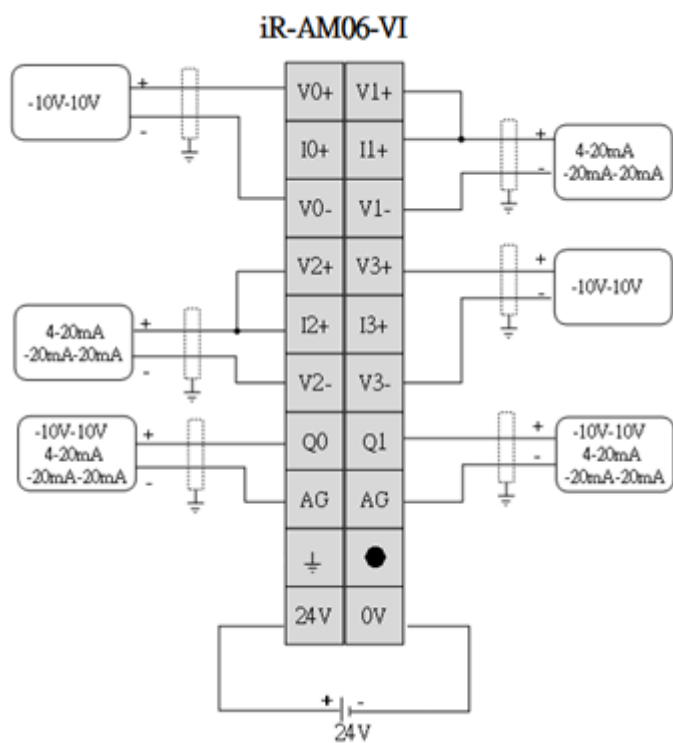 iR-AM06-VI
-10V-10V
+
-
V0+ V1+
I0+ I1+
V0- V1-
+
-
4-20mA
-20mA-20mA
V2+ V3+
+
-
-10V-10V
4-20mA
-20mA-20mA
+
-
I2+ I3+
V2- V3-
-10V-10V
4-20mA
-20mA-20mA
+
-
Q0 Q1
AG AG
+
-
-10V-10V
4-20mA
-20mA-20mA
24V 0V
+ -
24V